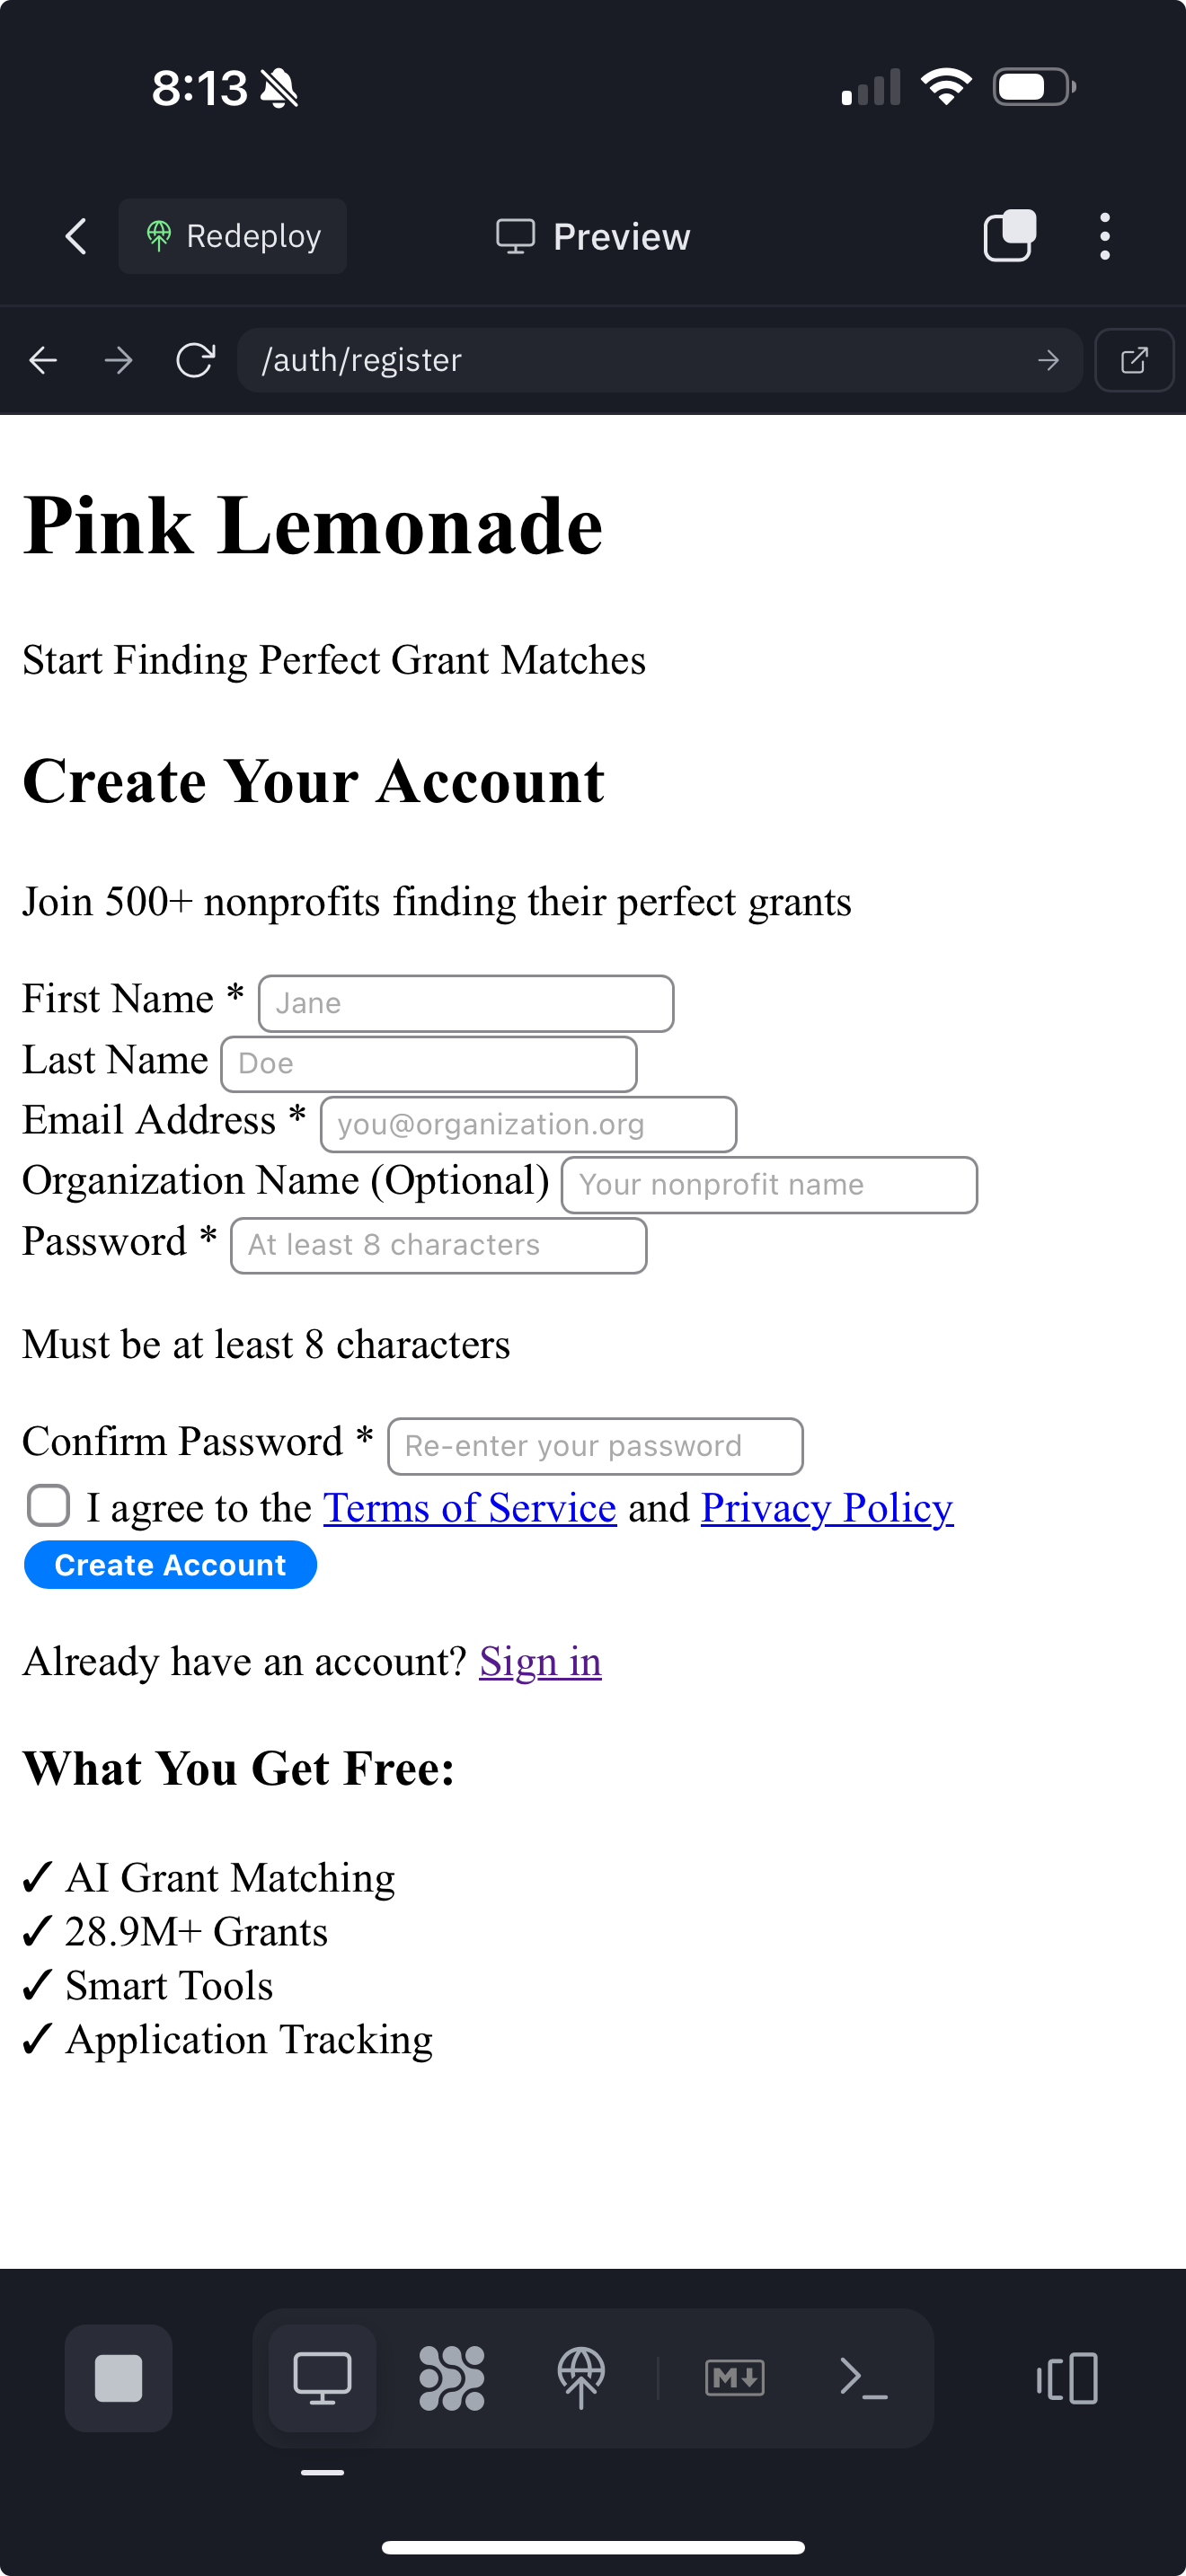 8:13
Redeploy
Preview
/auth/register
Pink Lemonade
Start Finding Perfect Grant Matches
Create Your Account
Join 500+ nonprofits finding their perfect grants
First Name * Jane
Last Name Doe
Email Address * you@organization.org
Organization Name (Optional) Your nonprofit name
Password * At least 8 characters
Must be at least 8 characters
Confirm Password * Re-enter your password
I agree to the Terms of Service and Privacy Policy
Create Account
Already have an account? Sign in
What You Get Free:
✓ AI Grant Matching
✓ 28.9M+ Grants
✓ Smart Tools
✓ Application Tracking
M↓ >_